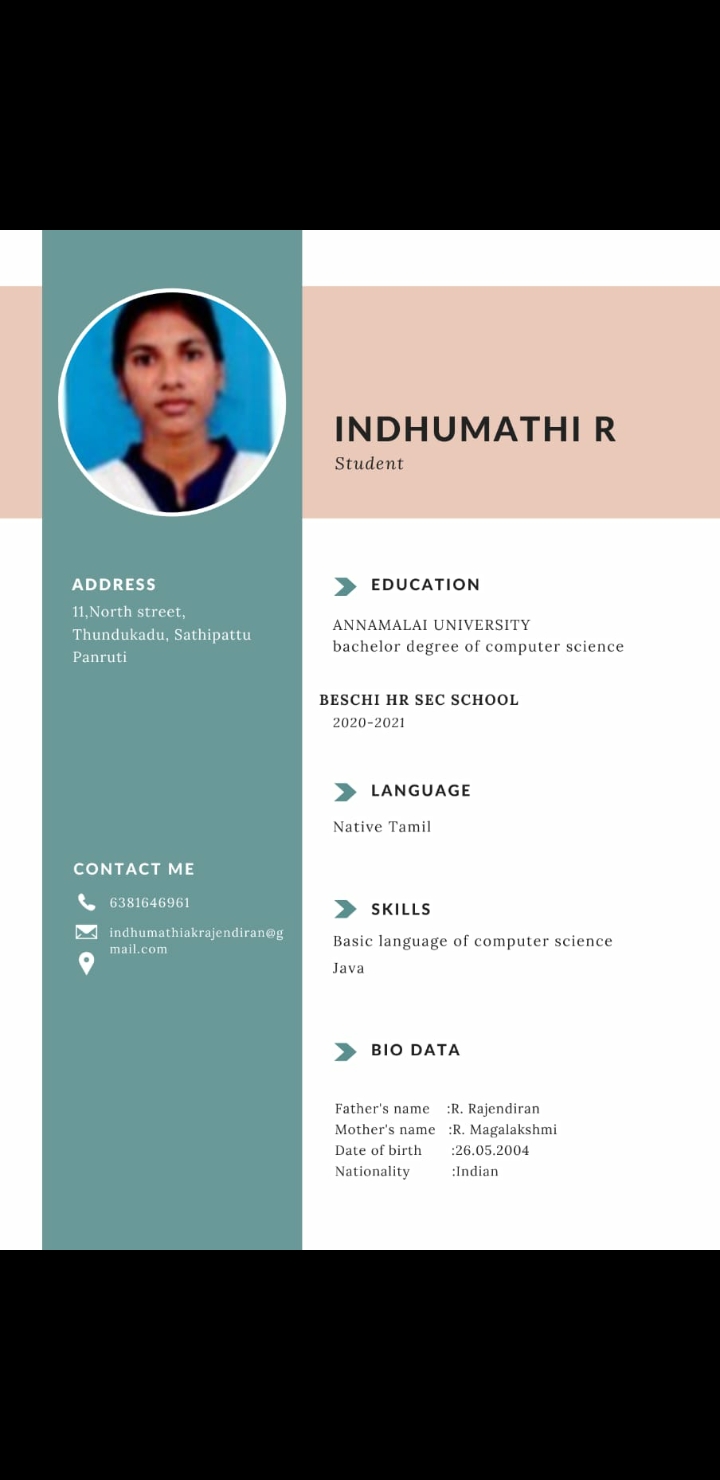 INDHUMATHI R
Student
ADDRESS
11,North street,
Thundukadu, Sathipattu
Panruti
CONTACT ME
6381646961
indhumathiakrajendiran@g
mail.com
EDUCATION
ANNAMALAI UNIVERSITY
bachelor degree of computer science
BESCHI HR SEC SCHOOL
2020-2021
LANGUAGE
Native Tamil
SKILLS
Basic language of computer science
Java
BIO DATA
Father's name :R. Rajendiran
Mother's name :R. Magalakshmi
Date of birth :26.05.2004
Nationality :Indian